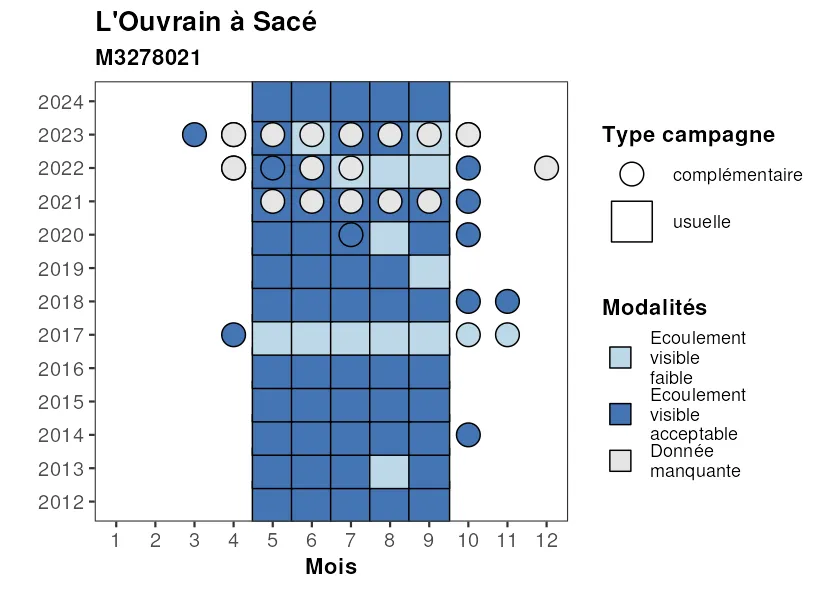 L'Ouvrain à Sacé
M3278021
2024
2023
2022
2021
2020
2019
2018
2017
2016
2015
2014
2013
2012
1 2 3 4 5 6 7 8 9 10 11 12
Mois
Type campagne
complémentaire
usuelle
Modalités
Ecoulement
visible
faible
Ecoulement
visible
acceptable
Donnée
manquante